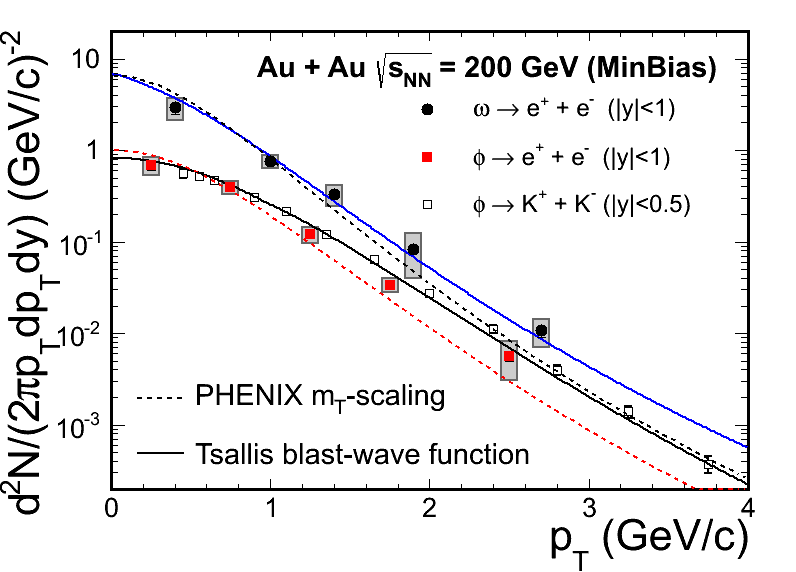 d²N/(2πp_Tdp_Tdy) (GeV/c)⁻²
10
1
10⁻¹
10⁻²
10⁻³
Au + Au √s_NN = 200 GeV (MinBias)
ω → e⁺ + e⁻ (|y|<1)
ϕ → e⁺ + e⁻ (|y|<1)
ϕ → K⁺ + K⁻ (|y|<0.5)
PHENIX m_T-scaling
Tsallis blast-wave function
0 1 2 3 4
p_T (GeV/c)